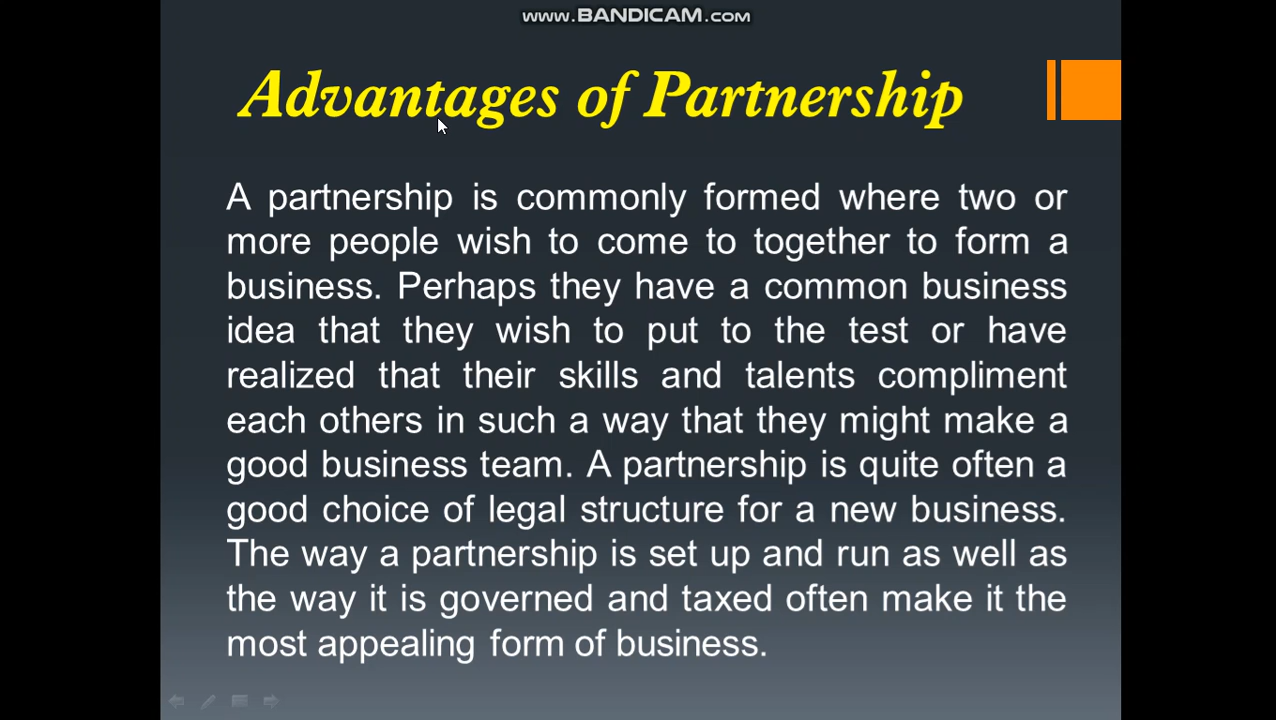 www.BANDICAM.com
Advantages of Partnership
A partnership is commonly formed where two or
more people wish to come to together to form a
business. Perhaps they have a common business
idea that they wish to put to the test or have
realized that their skills and talents compliment
each others in such a way that they might make a
good business team. A partnership is quite often a
good choice of legal structure for a new business.
The way a partnership is set up and run as well as
the way it is governed and taxed often make it the
most appealing form of business.